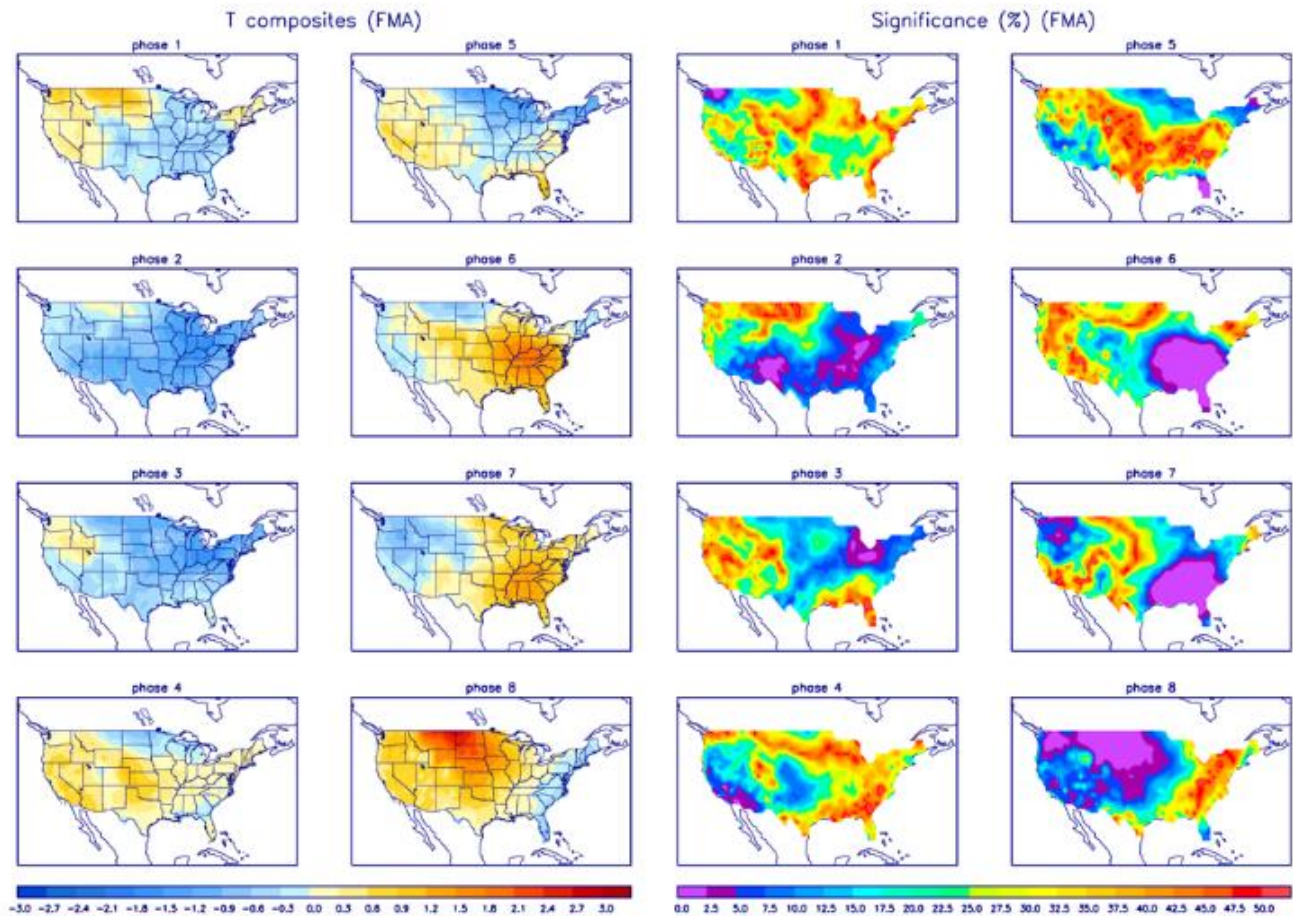 T composites (FMA)
Significance (%) (FMA)
phase 1
phase 5
phase 1
phase 5
phase 2
phase 6
phase 2
phase 6
phase 3
phase 7
phase 3
phase 7
phase 4
phase 8
phase 4
phase 8
-3.0 -2.7 -2.4 -2.1 -1.8 -1.5 -1.2 -0.9 -0.6 -0.3 0.0 0.3 0.6 0.9 1.2 1.5 1.8 2.1 2.4 2.7 3.0
0.0 2.5 5.0 7.5 10.0 12.5 15.0 17.5 20.0 22.5 25.0 27.5 30.0 32.5 35.0 37.5 40.0 42.5 45.0 47.5 50.0